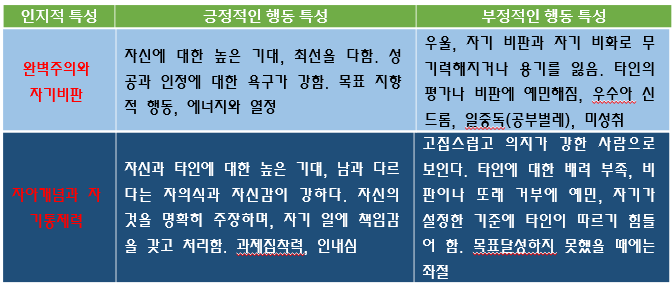 인지적 특성
긍정적인 행동 특성
부정적인 행동 특성
완벽주의와
자기비판
자신에 대한 높은 기대, 최선을 다함. 성
공과 인정에 대한 욕구가 강함. 목표 지향
적 행동, 에너지와 열정
우울, 자기 비판과 자기 비화로 무
기력해지거나 용기를 잃음. 타인의
평가나 비판에 예민해짐, 우수아 신
드롬, 일중독(공부벌레), 미성취
자아개념과 자
기통제력
자신과 타인에 대한 높은 기대, 남과 다르
다는 자의식과 자신감이 강하다. 자신의
것을 명확히 주장하며, 자기 일에 책임감
을 갖고 처리함. 과제집착력, 인내심
고집스럽고 의지가 강한 사람으로
보인다. 타인에 대한 배려 부족, 비
판이나 또래 거부에 예민, 자기가
설정한 기준에 타인이 따르기 힘들
어 함. 목표달성하지 못했을 때에는
좌절